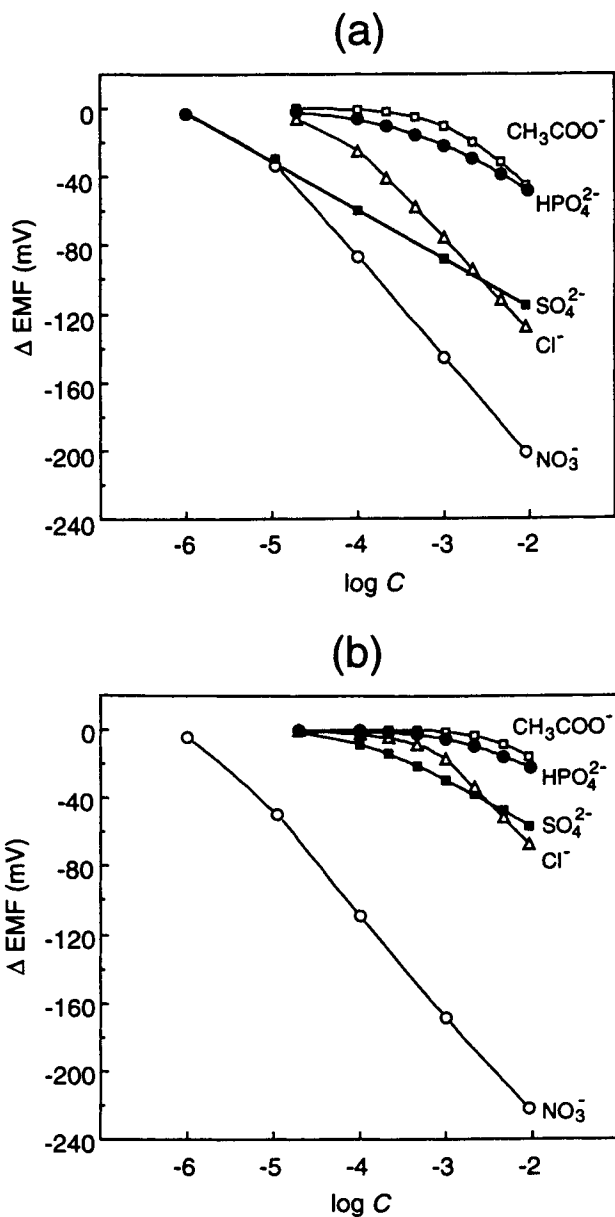 (a)
0
-40
-80
-120
-160
-200
-240
Δ EMF (mV)
CH₃COO⁻
HPO₄²⁻
SO₄²⁻
Cl⁻
NO₃⁻
-6 -5 -4 -3 -2
log C
(b)
0
-40
-80
-120
-160
-200
-240
Δ EMF (mV)
CH₃COO⁻
HPO₄²⁻
SO₄²⁻
Cl⁻
NO₃⁻
-6 -5 -4 -3 -2
log C